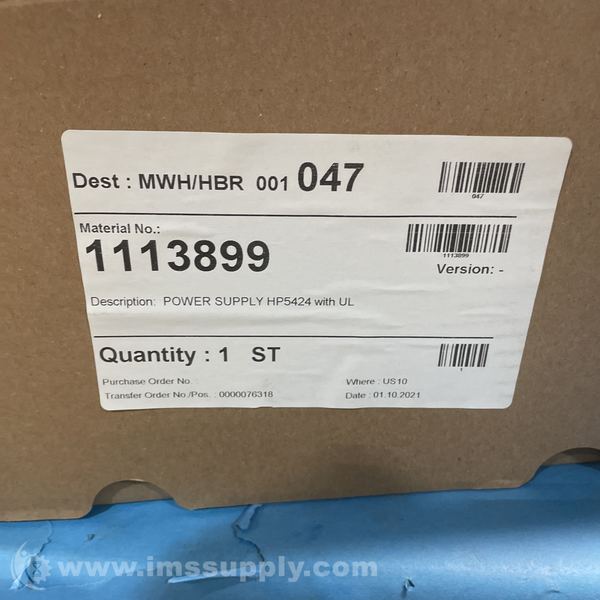 Dest : MWH/HBR 001 047
047
Material No.:
1113899
1113899
Version: -
Description: POWER SUPPLY HP5424 with UL
Quantity : 1 ST
1
Purchase Order No. :
Where : US10
Transfer Order No./Pos. : 0000076318
Date : 01.10.2021
www.imssupply.com